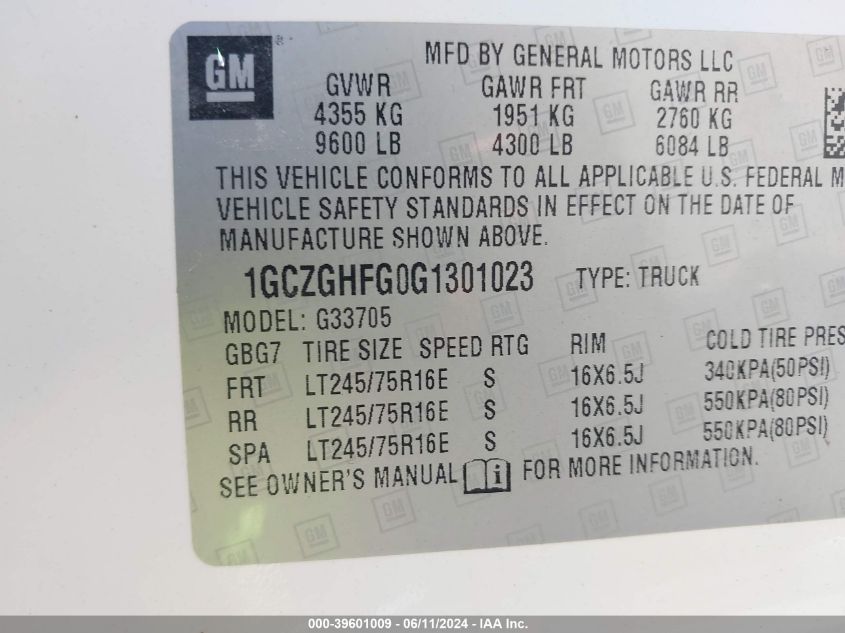 GM
MFD BY GENERAL MOTORS LLC
GVWR GAWR FRT GAWR RR
4355 KG 1951 KG 2760 KG
9600 LB 4300 LB 6084 LB
THIS VEHICLE CONFORMS TO ALL APPLICABLE U.S. FEDERAL M
VEHICLE SAFETY STANDARDS IN EFFECT ON THE DATE OF
MANUFACTURE SHOWN ABOVE.
1GCZGHFG0G1301023 TYPE: TRUCK
MODEL: G33705
GBG7 TIRE SIZE SPEED RTG RIM COLD TIRE PRES
FRT LT245/75R16E S 16X6.5J 340KPA(50PSI)
RR LT245/75R16E S 16X6.5J 550KPA(80PSI)
SPA LT245/75R16E S 16X6.5J 550KPA(80PSI)
SEE OWNER'S MANUAL i FOR MORE INFORMATION.
000-39601009 - 06/11/2024 - IAA Inc.